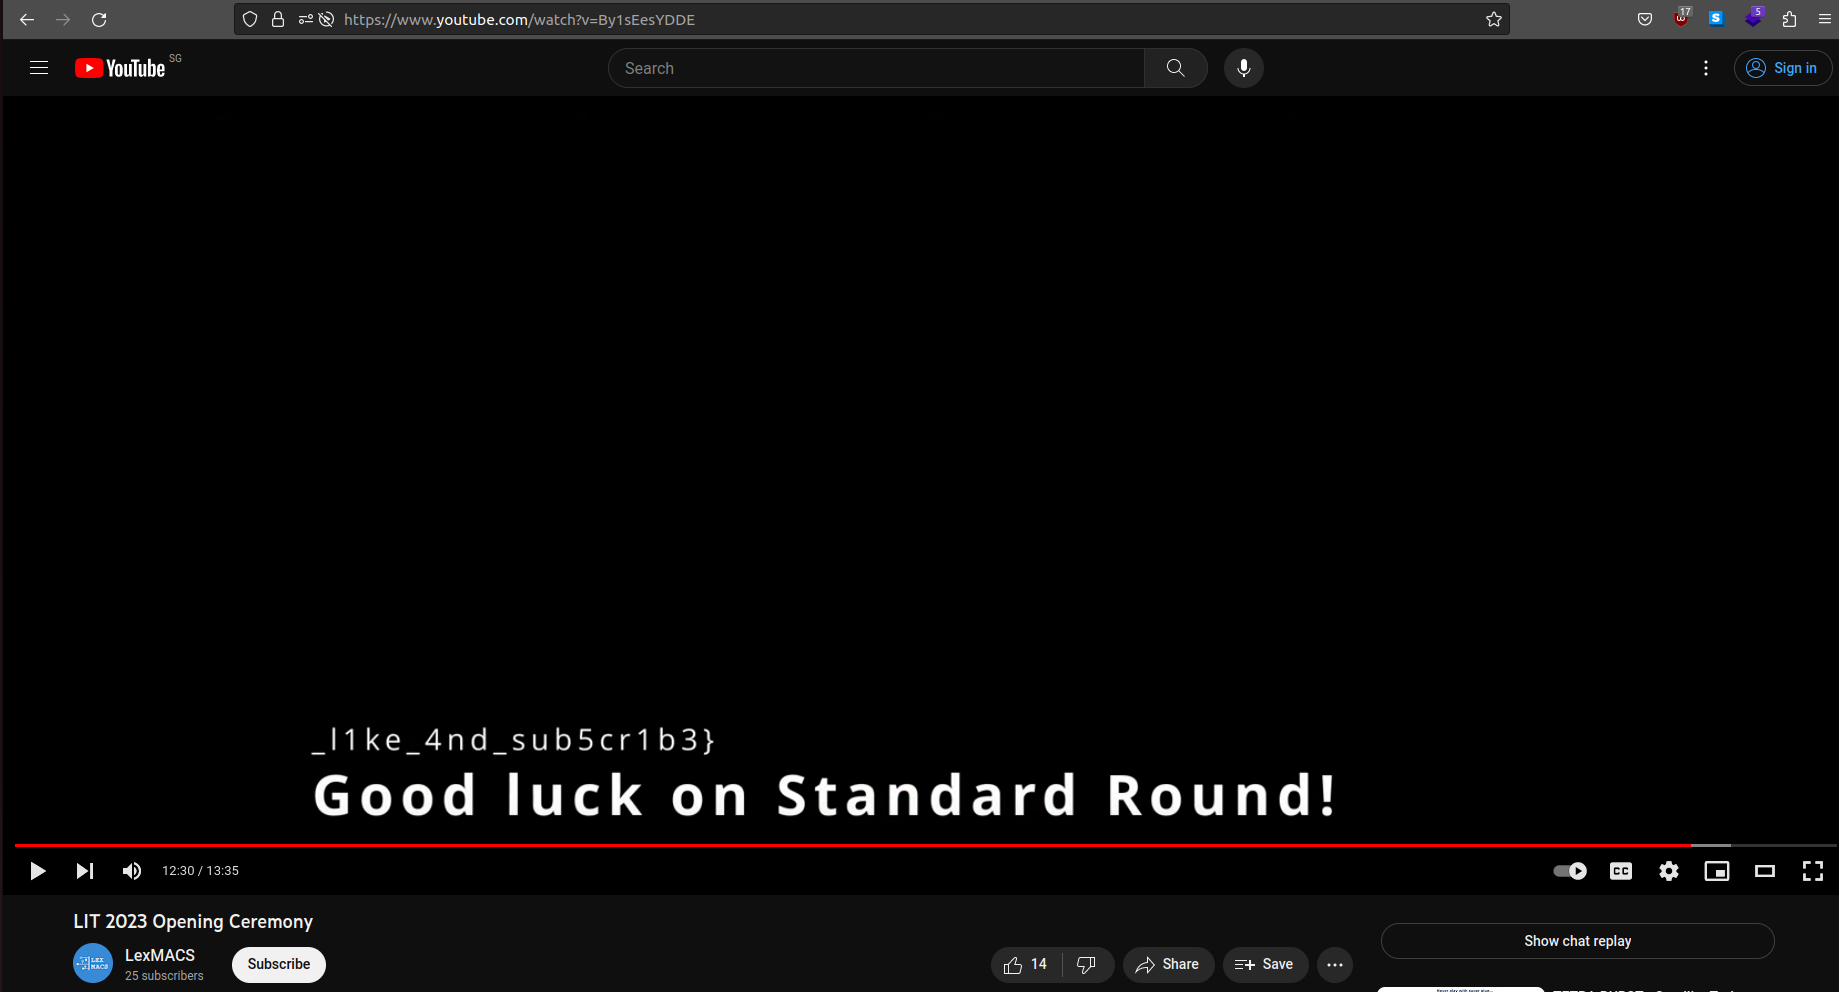 https://www.youtube.com/watch?v=By1sEesYDDE
17
5
YouTube SG
Search
Sign in
_l1ke_4nd_sub5cr1b3}
Good luck on Standard Round!
12:30 / 13:35
CC
LIT 2023 Opening Ceremony
LexMACS
25 subscribers
Subscribe
14
Share
Save
Show chat replay